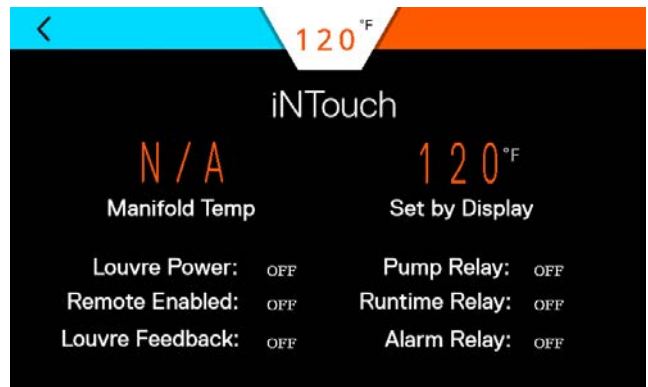 120°F
iNTouch
N/A 120°F
Manifold Temp Set by Display
Louvre Power: OFF Pump Relay: OFF
Remote Enabled: OFF Runtime Relay: OFF
Louvre Feedback: OFF Alarm Relay: OFF